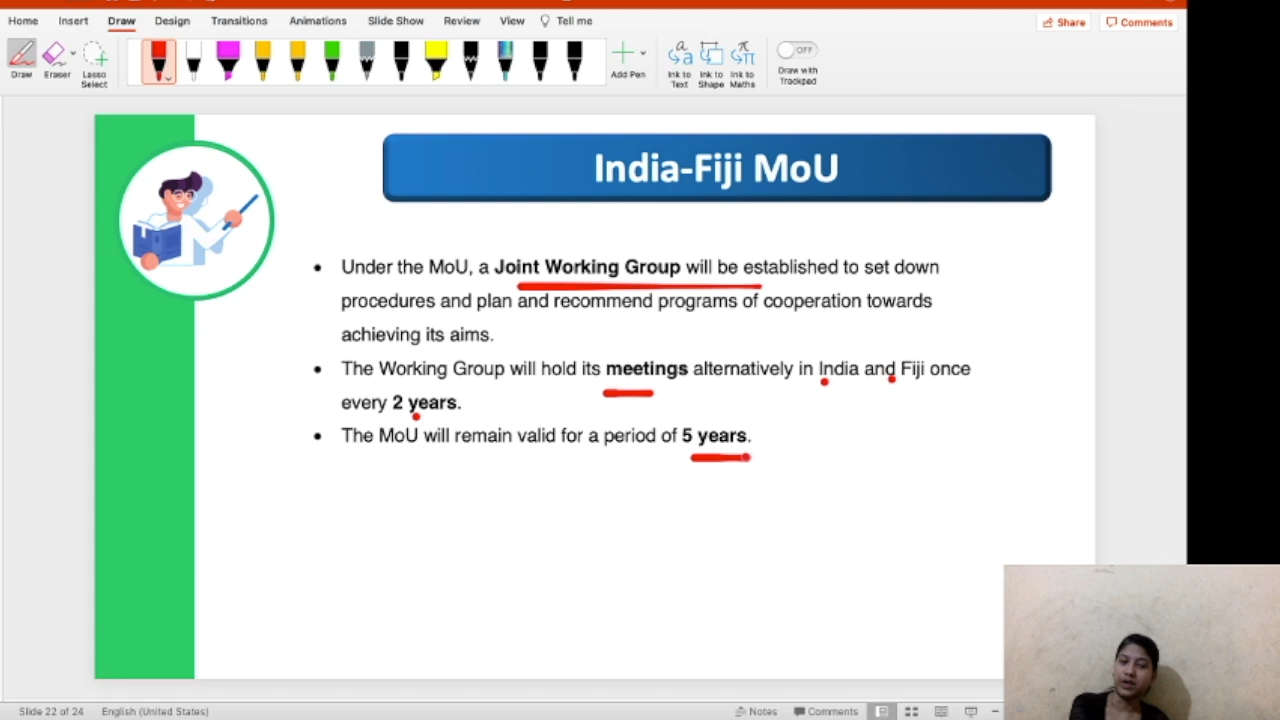 Home Insert Draw Design Transitions Animations Slide Show Review View Tell me
Share Comments
Draw Eraser Lasso Select Add Pen Ink to Text Ink to Shape Ink to Maths OFF Draw with Trackpad
India-Fiji MoU
• Under the MoU, a Joint Working Group will be established to set down
procedures and plan and recommend programs of cooperation towards
achieving its aims.
• The Working Group will hold its meetings alternatively in India and Fiji once
every 2 years.
• The MoU will remain valid for a period of 5 years.
Slide 22 of 24 English (United States) Notes Comments